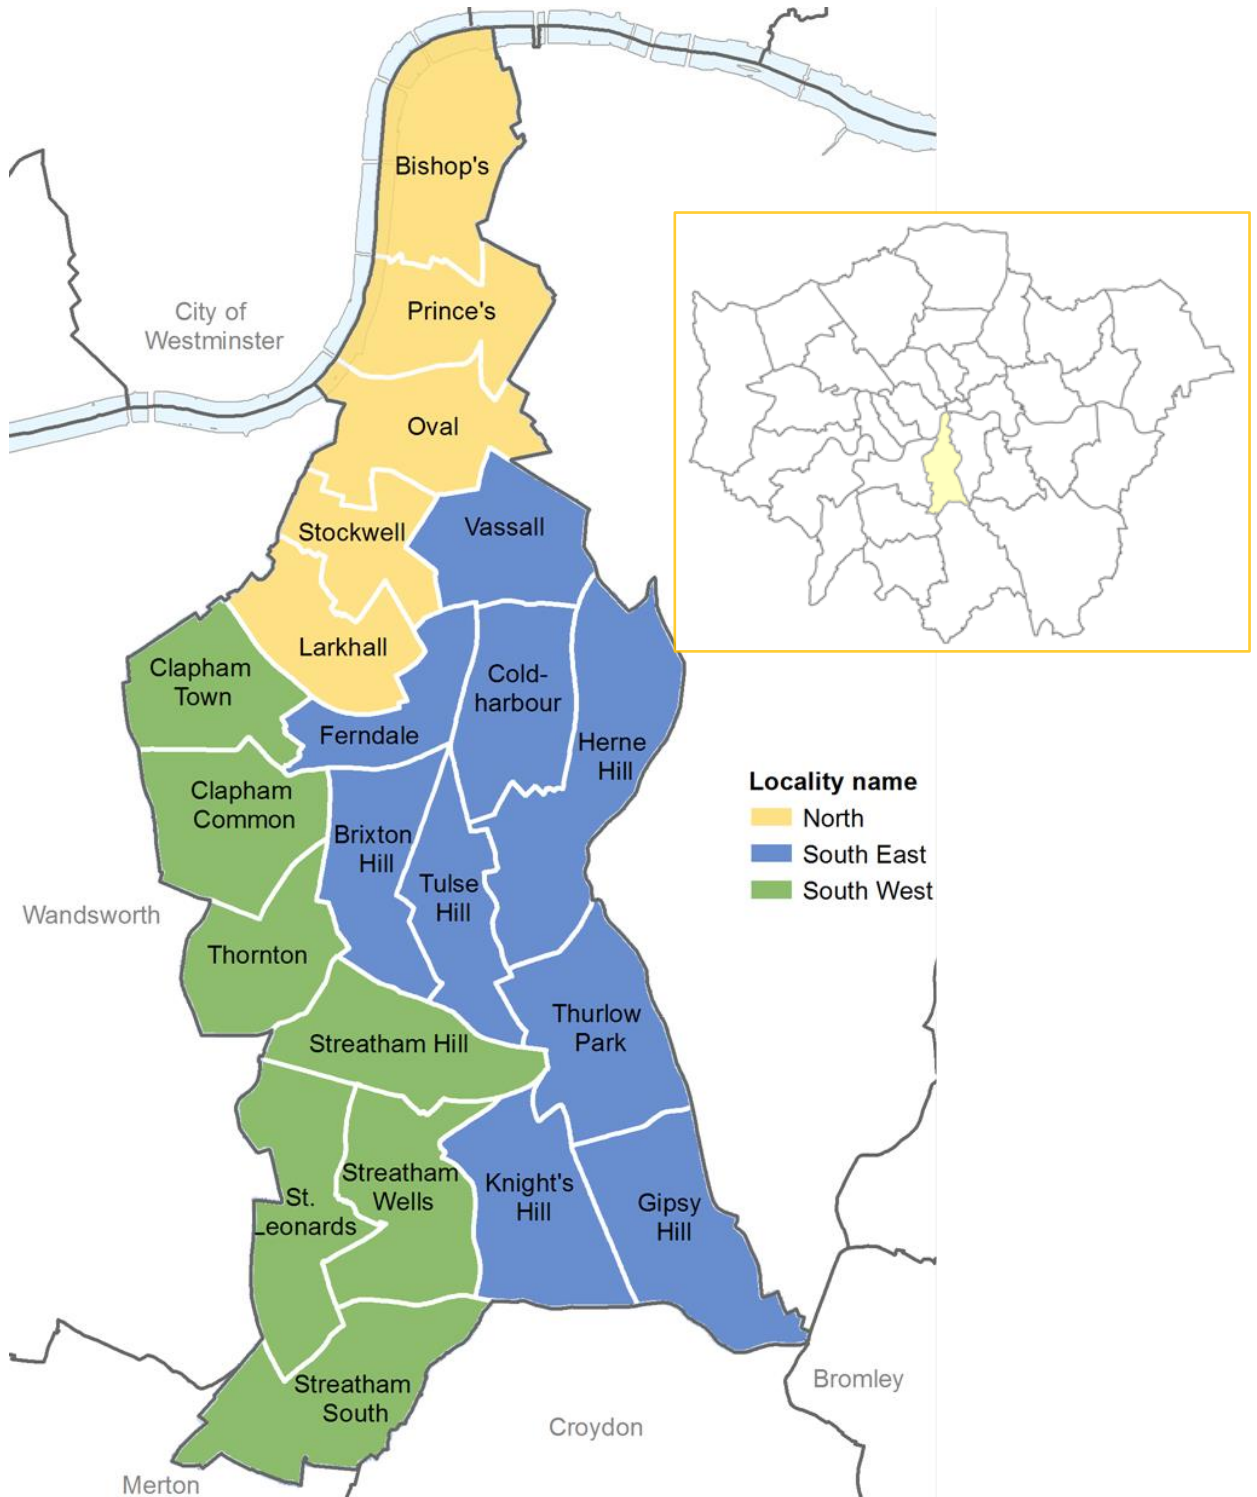 Bishop's
Prince's
City of
Westminster
Oval
Stockwell
Vassall
Larkhall
Clapham
Town
Cold-
harbour
Ferndale
Herne
Hill
Locality name
North
South East
South West
Clapham
Common
Brixton
Hill
Tulse
Hill
Wandsworth
Thornton
Thurlow
Park
Streatham Hill
Streatham
Wells
Knight's
Hill
St.
Leonards
Gipsy
Hill
Streatham
South
Bromley
Croydon
Merton